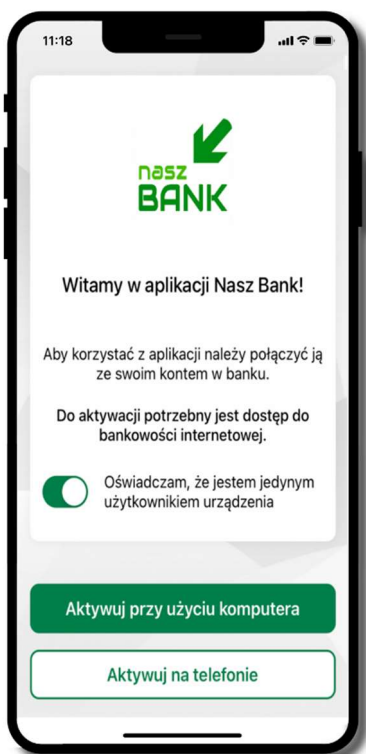 11:18
nasz
BANK
Witamy w aplikacji Nasz Bank!
Aby korzystać z aplikacji należy połączyć ją
ze swoim kontem w banku.
Do aktywacji potrzebny jest dostęp do
bankowości internetowej.
Oświadczam, że jestem jedynym
użytkownikiem urządzenia
Aktywuj przy użyciu komputera
Aktywuj na telefonie